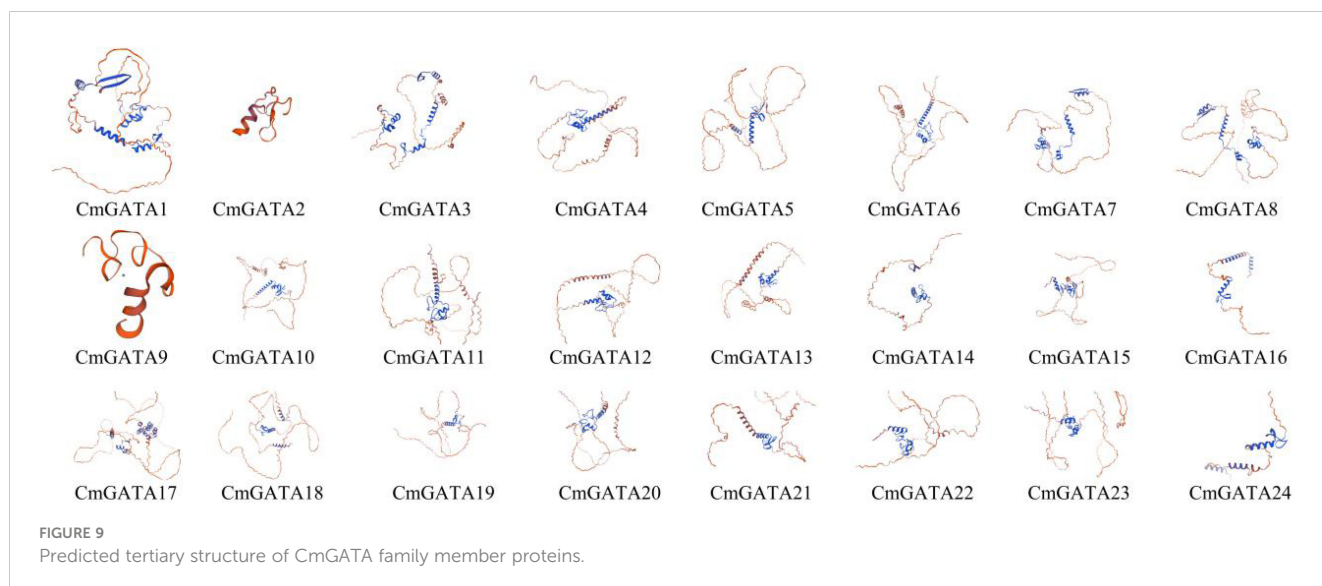 CmGATA1 CmGATA2 CmGATA3 CmGATA4 CmGATA5 CmGATA6 CmGATA7 CmGATA8
CmGATA9 CmGATA10 CmGATA11 CmGATA12 CmGATA13 CmGATA14 CmGATA15 CmGATA16
CmGATA17 CmGATA18 CmGATA19 CmGATA20 CmGATA21 CmGATA22 CmGATA23 CmGATA24
FIGURE 9
Predicted tertiary structure of CmGATA family member proteins.